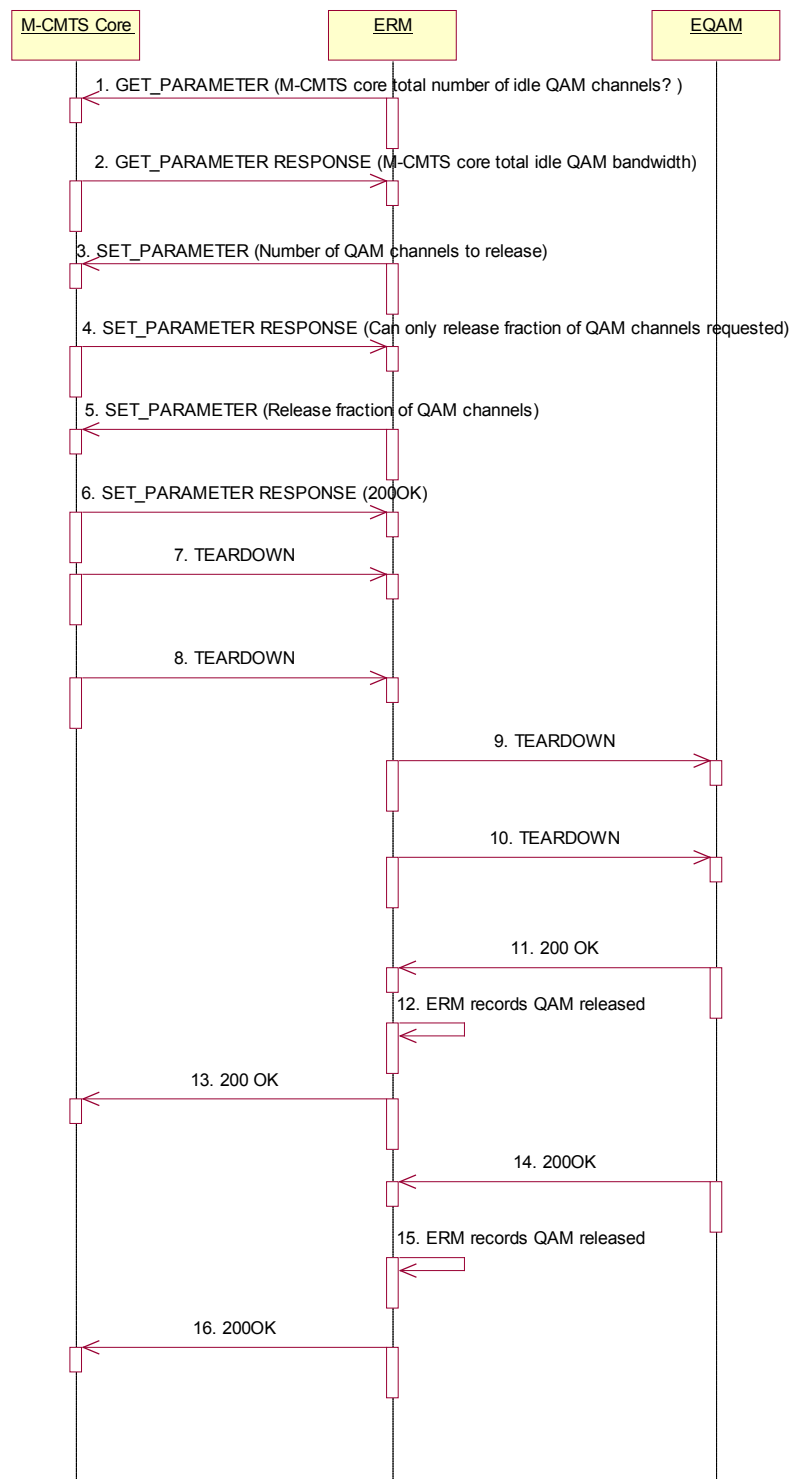 M-CMTS Core
ERM
EQAM
1. GET_PARAMETER (M-CMTS core total number of idle QAM channels? )
2. GET_PARAMETER RESPONSE (M-CMTS core total idle QAM bandwidth)
3. SET_PARAMETER (Number of QAM channels to release)
4. SET_PARAMETER RESPONSE (Can only release fraction of QAM channels requested)
5. SET_PARAMETER (Release fraction of QAM channels)
6. SET_PARAMETER RESPONSE (200OK)
7. TEARDOWN
8. TEARDOWN
9. TEARDOWN
10. TEARDOWN
11. 200 OK
12. ERM records QAM released
13. 200 OK
14. 200OK
15. ERM records QAM released
16. 200OK